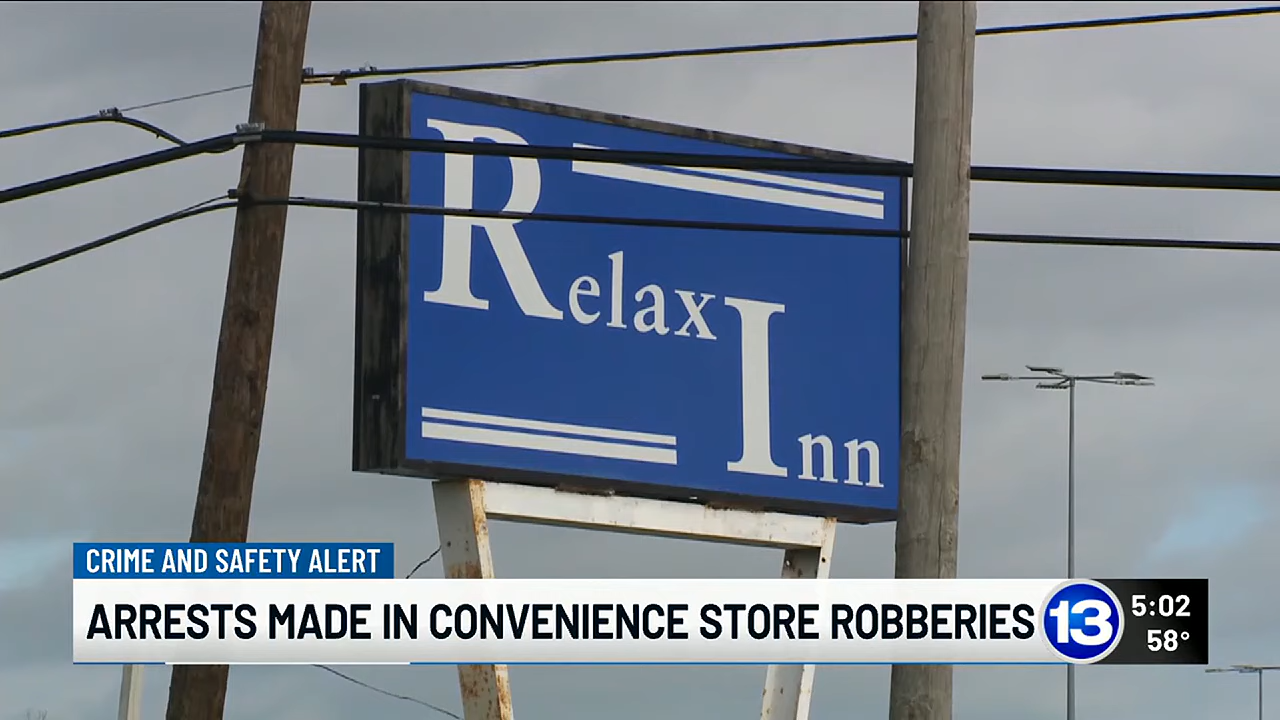 Relax
Inn
CRIME AND SAFETY ALERT
ARRESTS MADE IN CONVENIENCE STORE ROBBERIES
13
5:02
58°